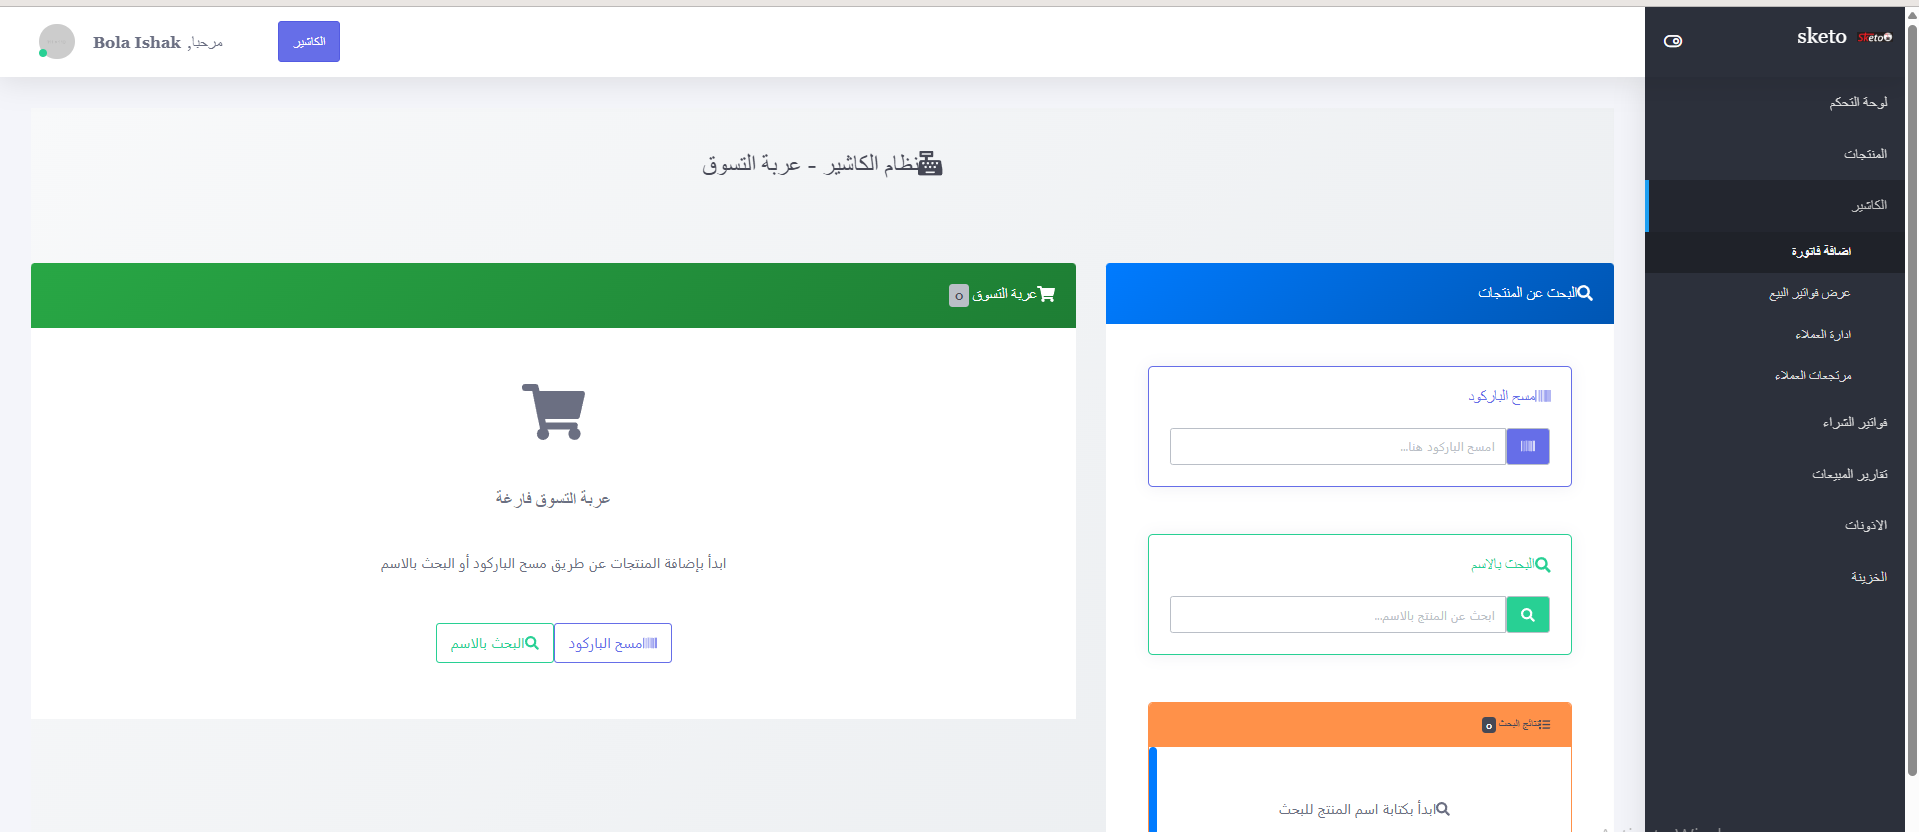 sketo
Sketo
الكاشير
مرحبا, Bola Ishak
لوحة التحكم
المنتجات
الكاشير
اضافة فاتورة
عرض فواتير البيع
ادارة العملاء
مرتجعات العملاء
فواتير الشراء
تقارير المبيعات
الاذونات
الخزينة
نظام الكاشير - عربة التسوق
البحث عن المنتجات
مسح الباركود
امسح الباركود هنا...
البحث بالاسم
ابحث عن المنتج بالاسم...
نتائج البحث 0
ابدأ بكتابة اسم المنتج للبحث
عربة التسوق 0
عربة التسوق فارغة
ابدأ بإضافة المنتجات عن طريق مسح الباركود أو البحث بالاسم
مسح الباركود
البحث بالاسم